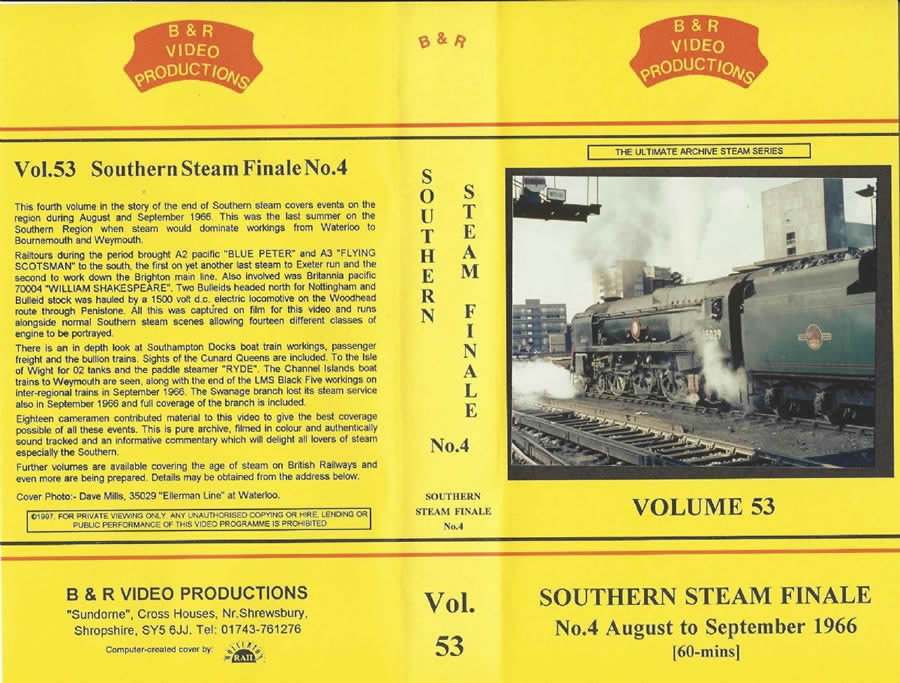 B & R
VIDEO
PRODUCTIONS
Vol.53 Southern Steam Finale No.4
This fourth volume in the story of the end of Southern steam covers events on the
region during August and September 1966. This was the last summer on the
Southern Region when steam would dominate workings from Waterloo to
Bournemouth and Weymouth.
Railtours during the period brought A2 pacific "BLUE PETER" and A3 "FLYING
SCOTSMAN" to the south, the first on yet another last steam to Exeter run and the
second to work down the Brighton main line. Also involved was Britannia pacific
70004 "WILLIAM SHAKESPEARE". Two Bulleids headed north for Nottingham and
Bulleid stock was hauled by a 1500 volt d.c. electric locomotive on the Woodhead
route through Penistone. All this was captured on film for this video and runs
alongside normal Southern steam scenes allowing fourteen different classes of
engine to be portrayed.
There is an in depth look at Southampton Docks boat train workings, passenger
freight and the bullion trains. Sights of the Cunard Queens are included. To the Isle
of Wight for 02 tanks and the paddle steamer "RYDE". The Channel Islands boat
trains to Weymouth are seen, along with the end of the LMS Black Five workings on
inter-regional trains in September 1966. The Swanage branch lost its steam service
also in September 1966 and full coverage of the branch is included.
Eighteen cameramen contributed material to this video to give the best coverage
possible of all these events. This is pure archive, filmed in colour and authentically
sound tracked and an informative commentary which will delight all lovers of steam
especially the Southern.
Further volumes are available covering the age of steam on British Railways and
even more are being prepared. Details may be obtained from the address below.
Cover Photo:- Dave Mills, 35029 "Ellerman Line" at Waterloo.
©1997, FOR PRIVATE VIEWING ONLY. ANY UNAUTHORISED COPYING OR HIRE, LENDING OR
PUBLIC PERFORMANCE OF THIS VIDEO PROGRAMME IS PROHIBITED
B & R VIDEO PRODUCTIONS
"Sundorne", Cross Houses, Nr.Shrewsbury,
Shropshire, SY5 6JJ. Tel: 01743-761276
Computer-created cover by:
RAIL
B & R
SOUTHERN
STEAM FINALE
No.4
SOUTHERN
STEAM FINALE
No.4
Vol.
53
B & R
VIDEO
PRODUCTIONS
THE ULTIMATE ARCHIVE STEAM SERIES
35029
VOLUME 53
SOUTHERN STEAM FINALE
No.4 August to September 1966
[60-mins]